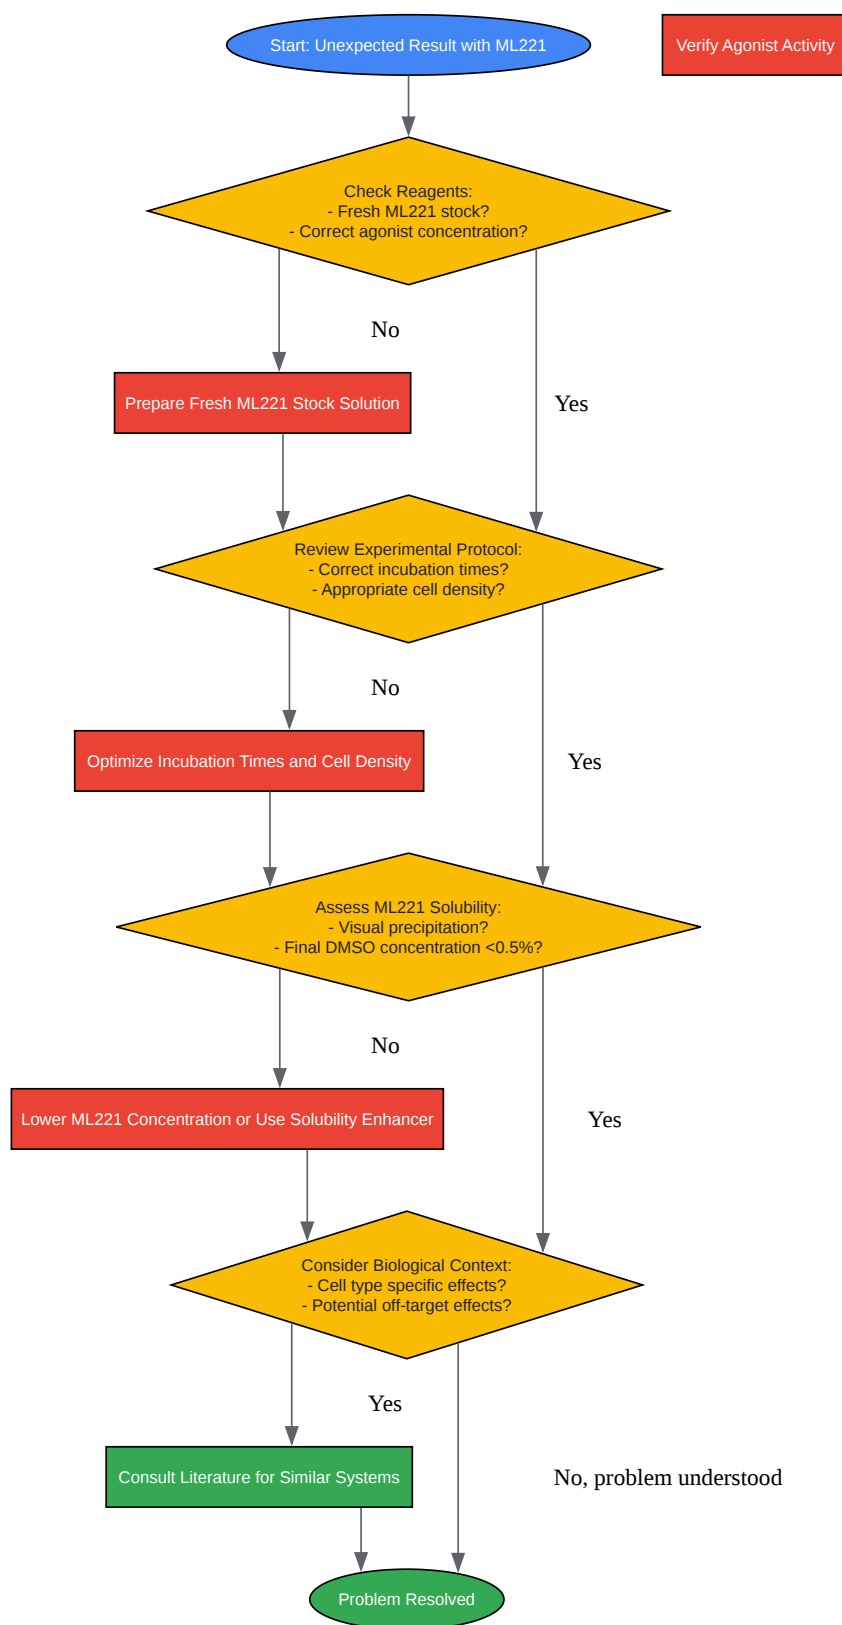 Start: Unexpected Result with ML221
Verify Agonist Activity
Check Reagents:
- Fresh ML221 stock?
- Correct agonist concentration?
No
Yes
Prepare Fresh ML221 Stock Solution
Review Experimental Protocol:
- Correct incubation times?
- Appropriate cell density?
No
Yes
Optimize Incubation Times and Cell Density
Assess ML221 Solubility:
- Visual precipitation?
- Final DMSO concentration <0.5%?
No
Yes
Lower ML221 Concentration or Use Solubility Enhancer
Consider Biological Context:
- Cell type specific effects?
- Potential off-target effects?
Yes
Consult Literature for Similar Systems
No, problem understood
Problem Resolved